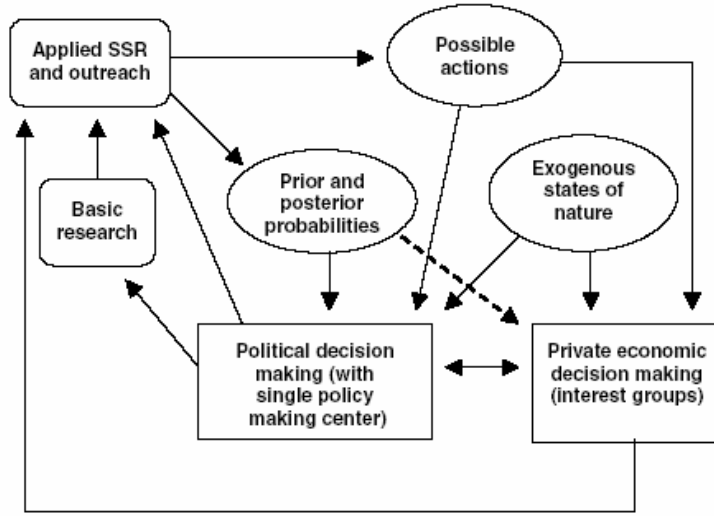 Applied SSR
and outreach
Possible
actions
Prior and
posterior
probabilities
Exogenous
states of
nature
Basic
research
Political decision
making (with
single policy
making center)
Private economic
decision making
(interest groups)